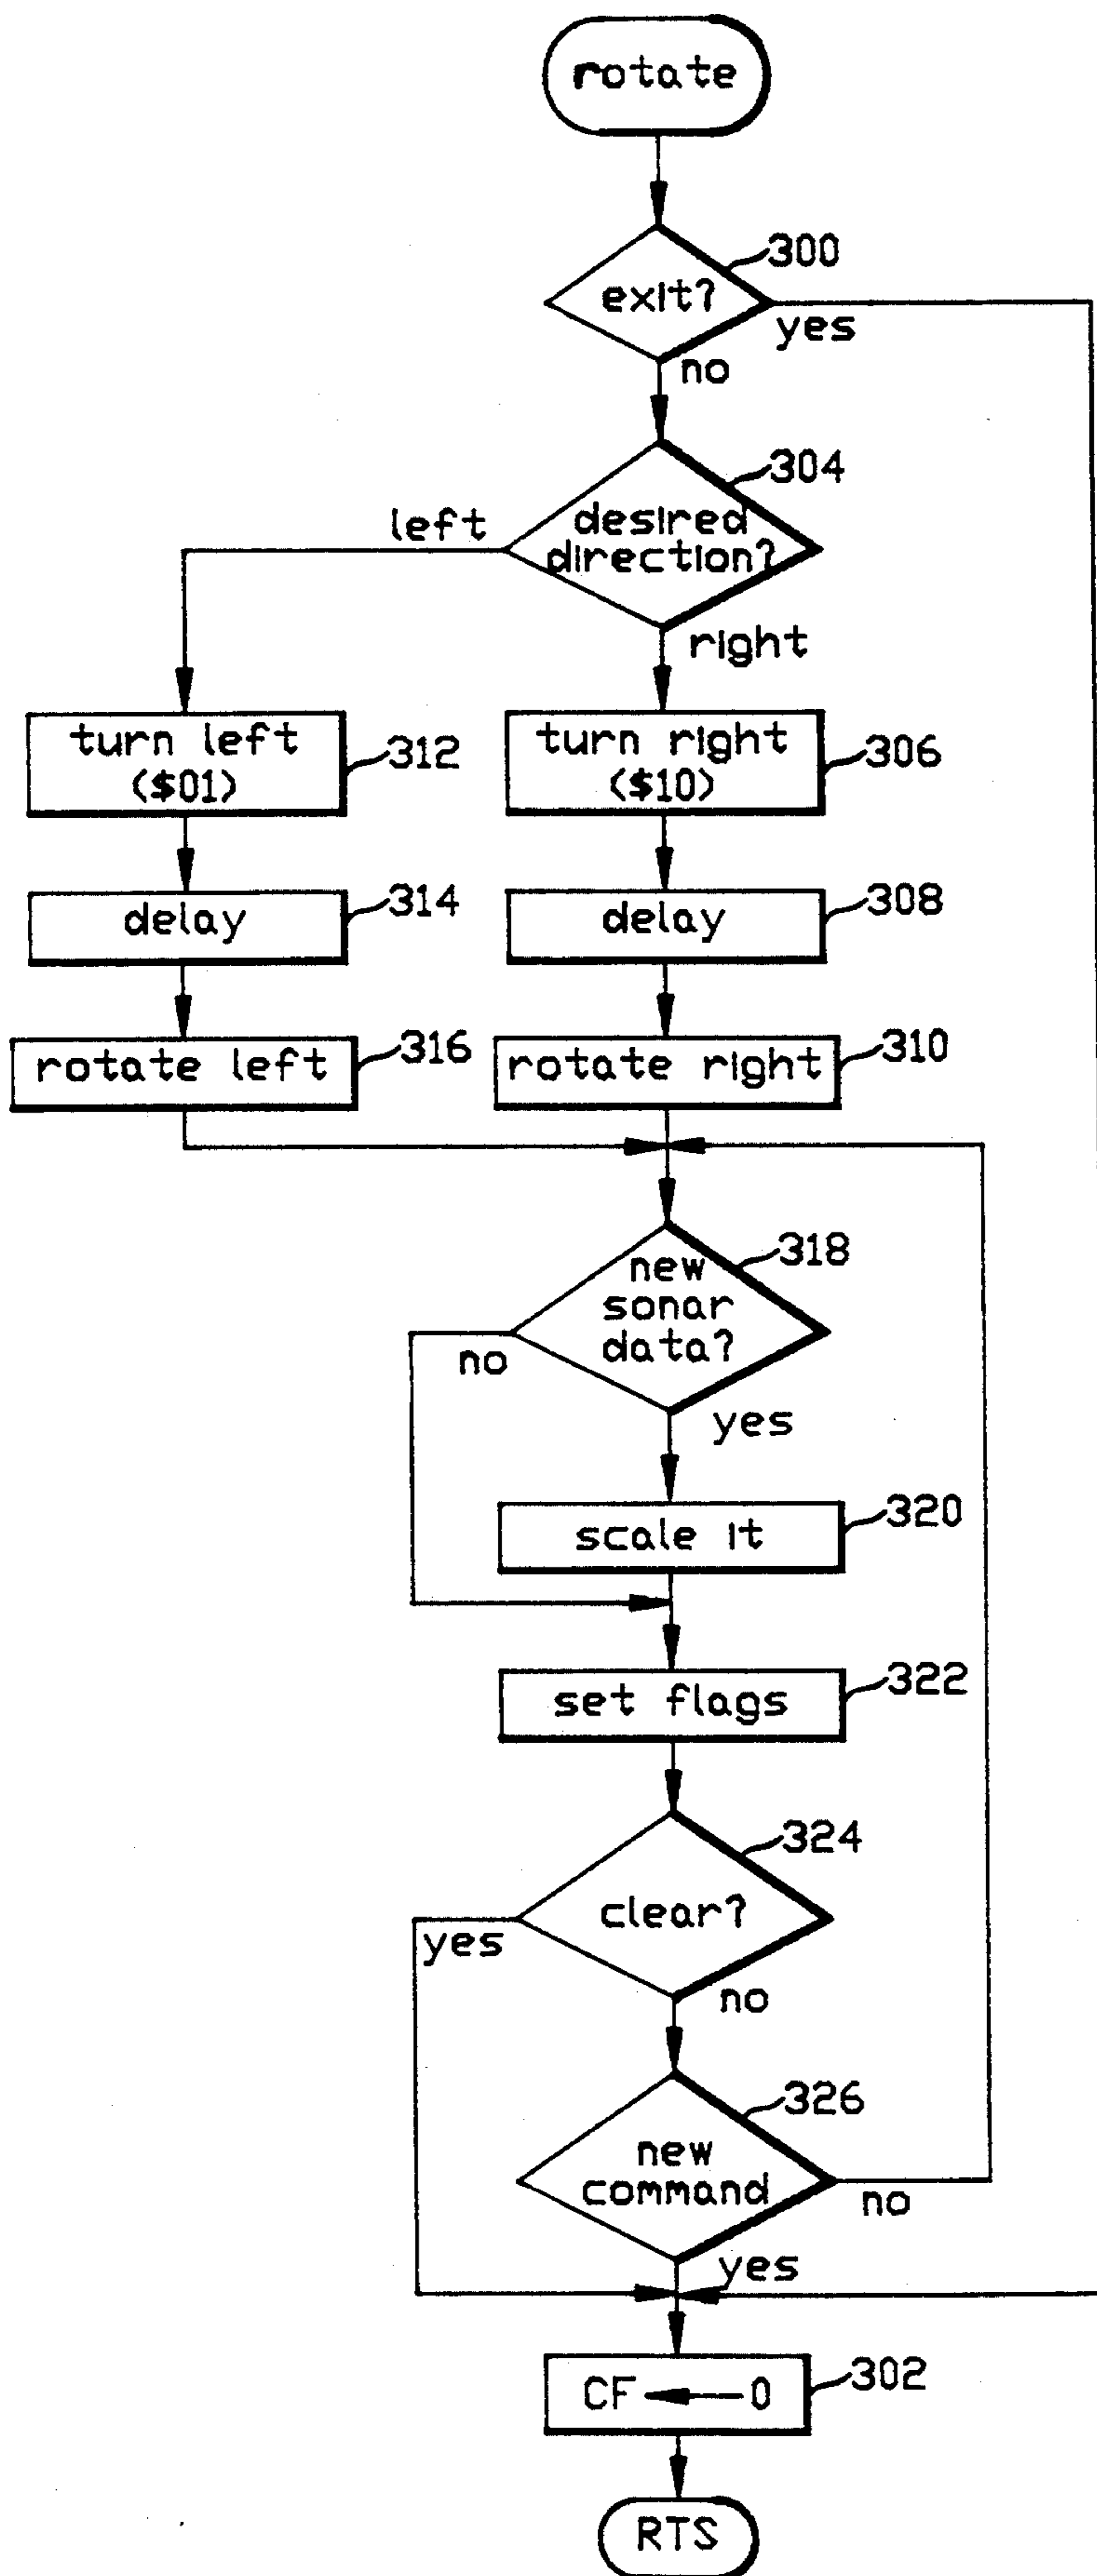 rotate
300
exit?
yes
no
304
left
desired
direction?
right
turn left
($01)
312
turn right
($10)
306
delay
314
delay
308
rotate left
316
rotate right
310
318
new
sonar
data?
no
yes
scale it
320
set flags
322
324
clear?
yes
no
326
new
command
no
yes
CF ← 0
302
RTS